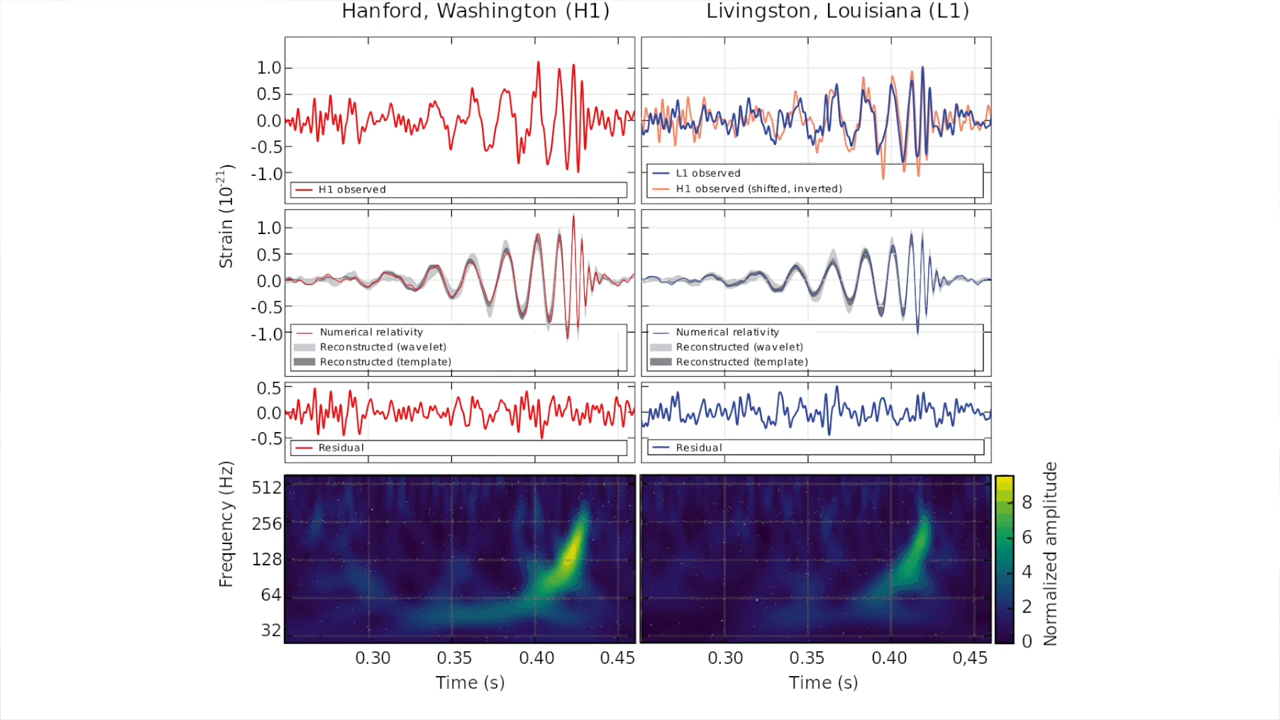 Hanford, Washington (H1)
Livingston, Louisiana (L1)
Strain (10-21)
1.0
0.5
0.0
-0.5
-1.0
H1 observed
L1 observed
H1 observed (shifted, inverted)
1.0
0.5
0.0
-0.5
-1.0
Numerical relativity
Reconstructed (wavelet)
Reconstructed (template)
Numerical relativity
Reconstructed (wavelet)
Reconstructed (template)
0.5
0.0
-0.5
Residual
Residual
Frequency (Hz)
512
256
128
64
32
Normalized amplitude
8
6
4
2
0
0.30 0.35 0.40 0.45
0.30 0.35 0.40 0,45
Time (s)
Time (s)